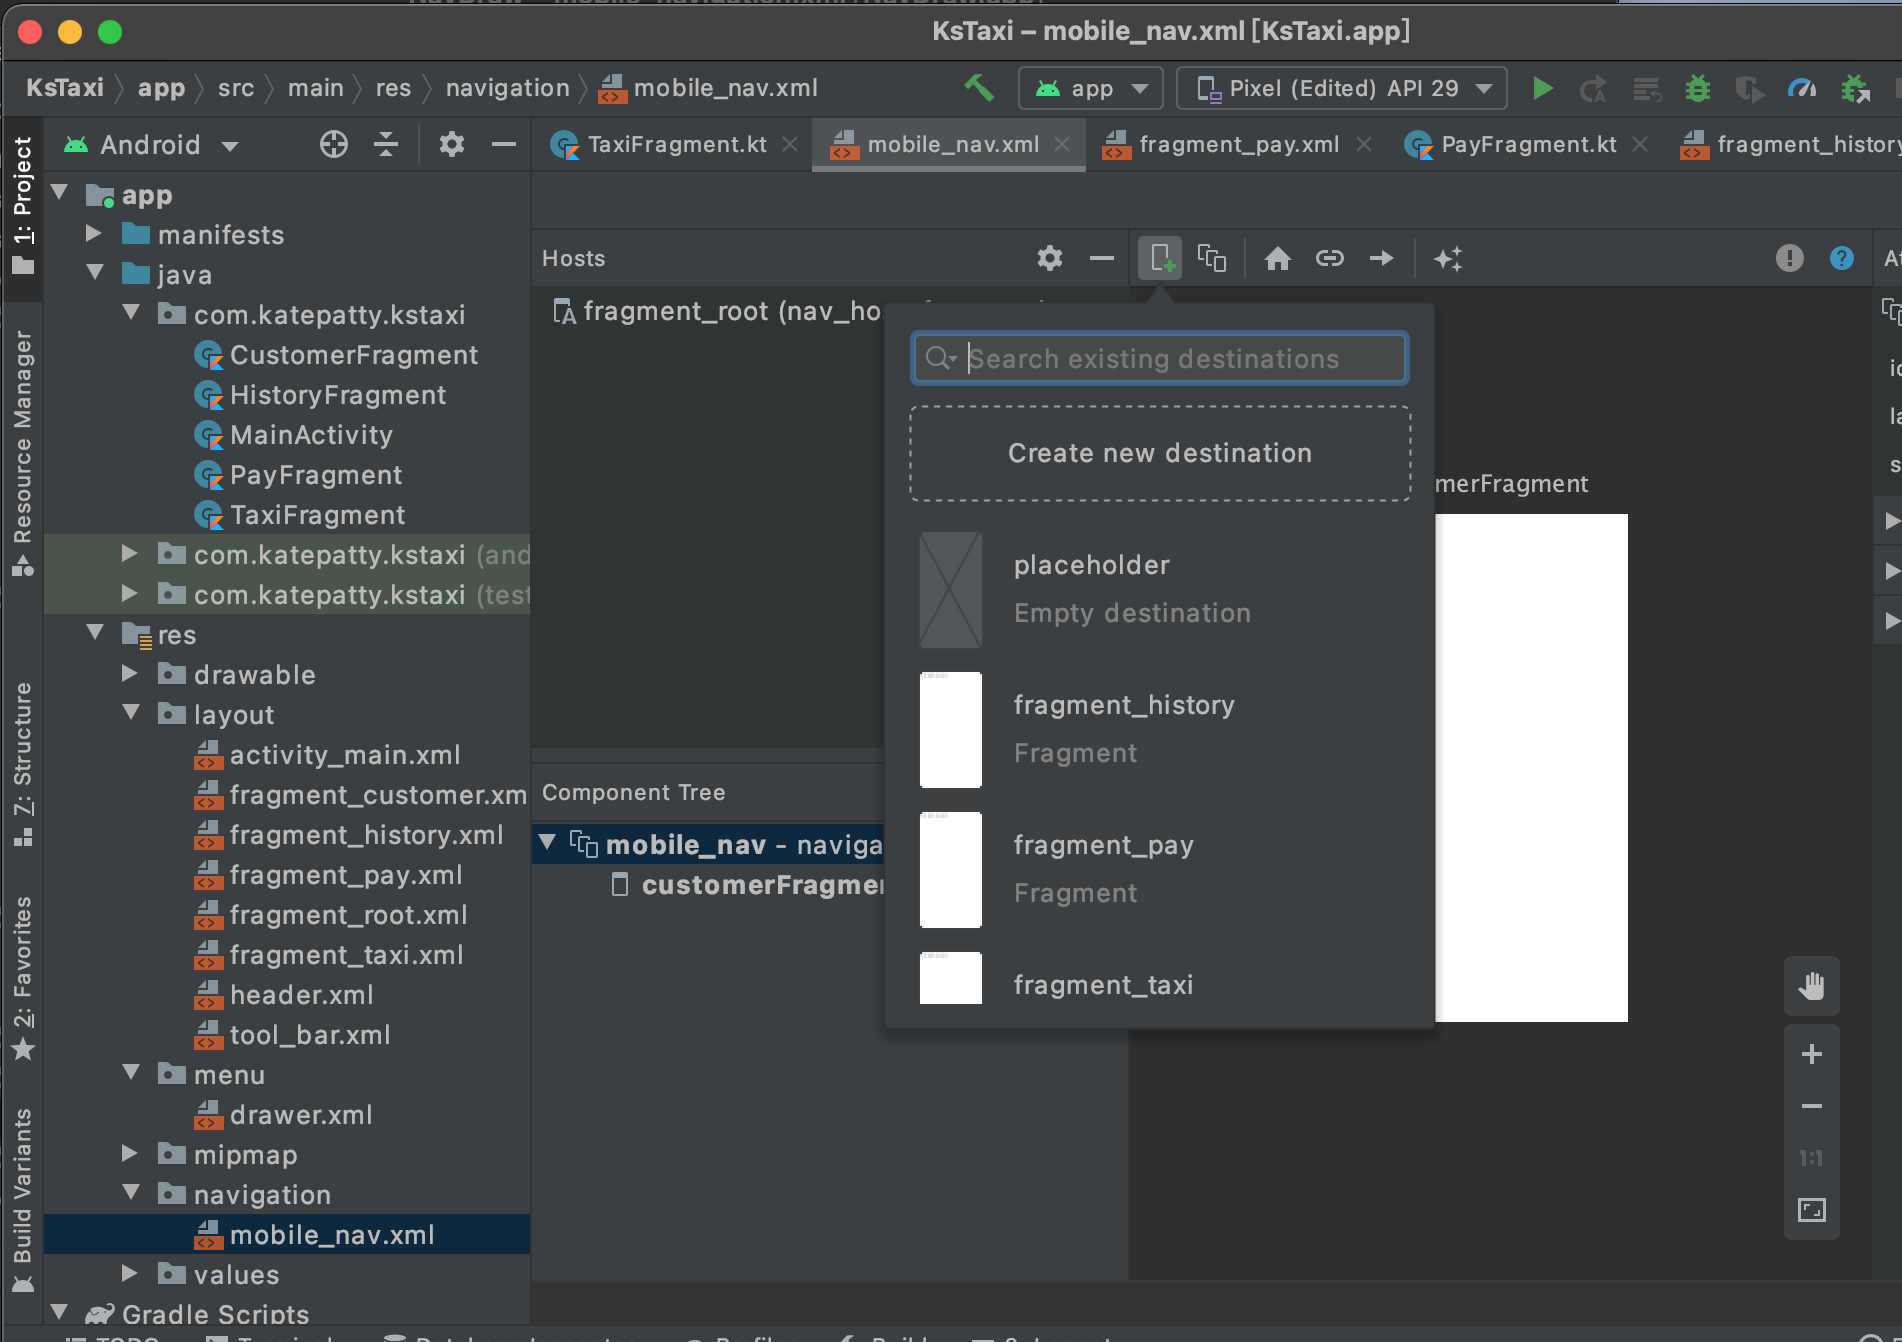 KsTaxi – mobile_nav.xml [KsTaxi.app]
KsTaxi app src main res navigation mobile_nav.xml
app
Pixel (Edited) API 29
Android
TaxiFragment.kt
mobile_nav.xml
fragment_pay.xml
PayFragment.kt
fragment_history
1: Project
Resource Manager
7: Structure
2: Favorites
Build Variants
app
manifests
java
com.katepatty.kstaxi
CustomerFragment
HistoryFragment
MainActivity
PayFragment
TaxiFragment
com.katepatty.kstaxi (and
com.katepatty.kstaxi (test
res
drawable
layout
activity_main.xml
fragment_customer.xm
fragment_history.xml
fragment_pay.xml
fragment_root.xml
fragment_taxi.xml
header.xml
tool_bar.xml
menu
drawer.xml
mipmap
navigation
mobile_nav.xml
values
Gradle Scripts
Hosts
fragment_root (nav_ho
Component Tree
mobile_nav - naviga
customerFragme
Search existing destinations
Create new destination
placeholder
Empty destination
fragment_history
Fragment
fragment_pay
Fragment
fragment_taxi
merFragment
1:1